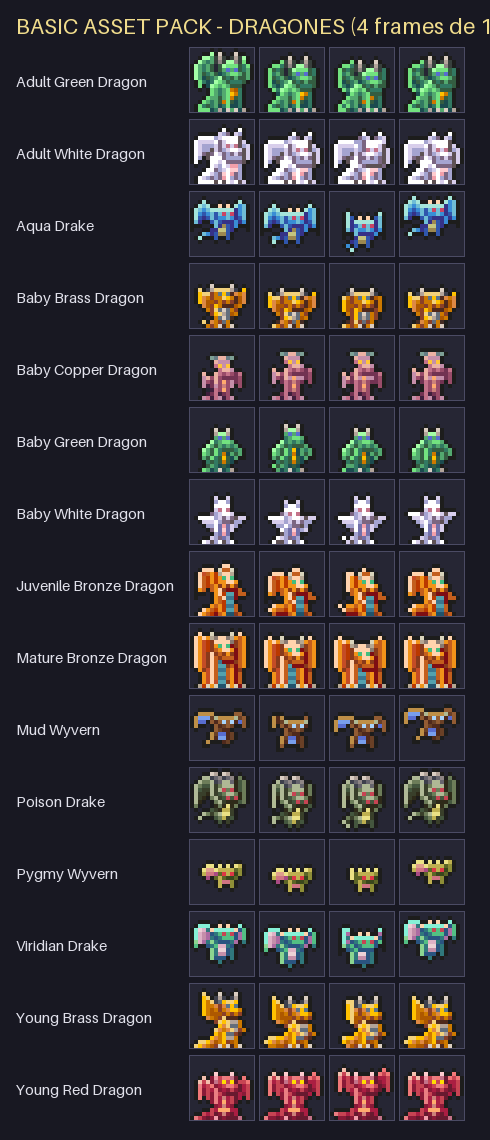 BASIC ASSET PACK - DRAGONES (4 frames de 1
Adult Green Dragon
Adult White Dragon
Aqua Drake
Baby Brass Dragon
Baby Copper Dragon
Baby Green Dragon
Baby White Dragon
Juvenile Bronze Dragon
Mature Bronze Dragon
Mud Wyvern
Poison Drake
Pygmy Wyvern
Viridian Drake
Young Brass Dragon
Young Red Dragon